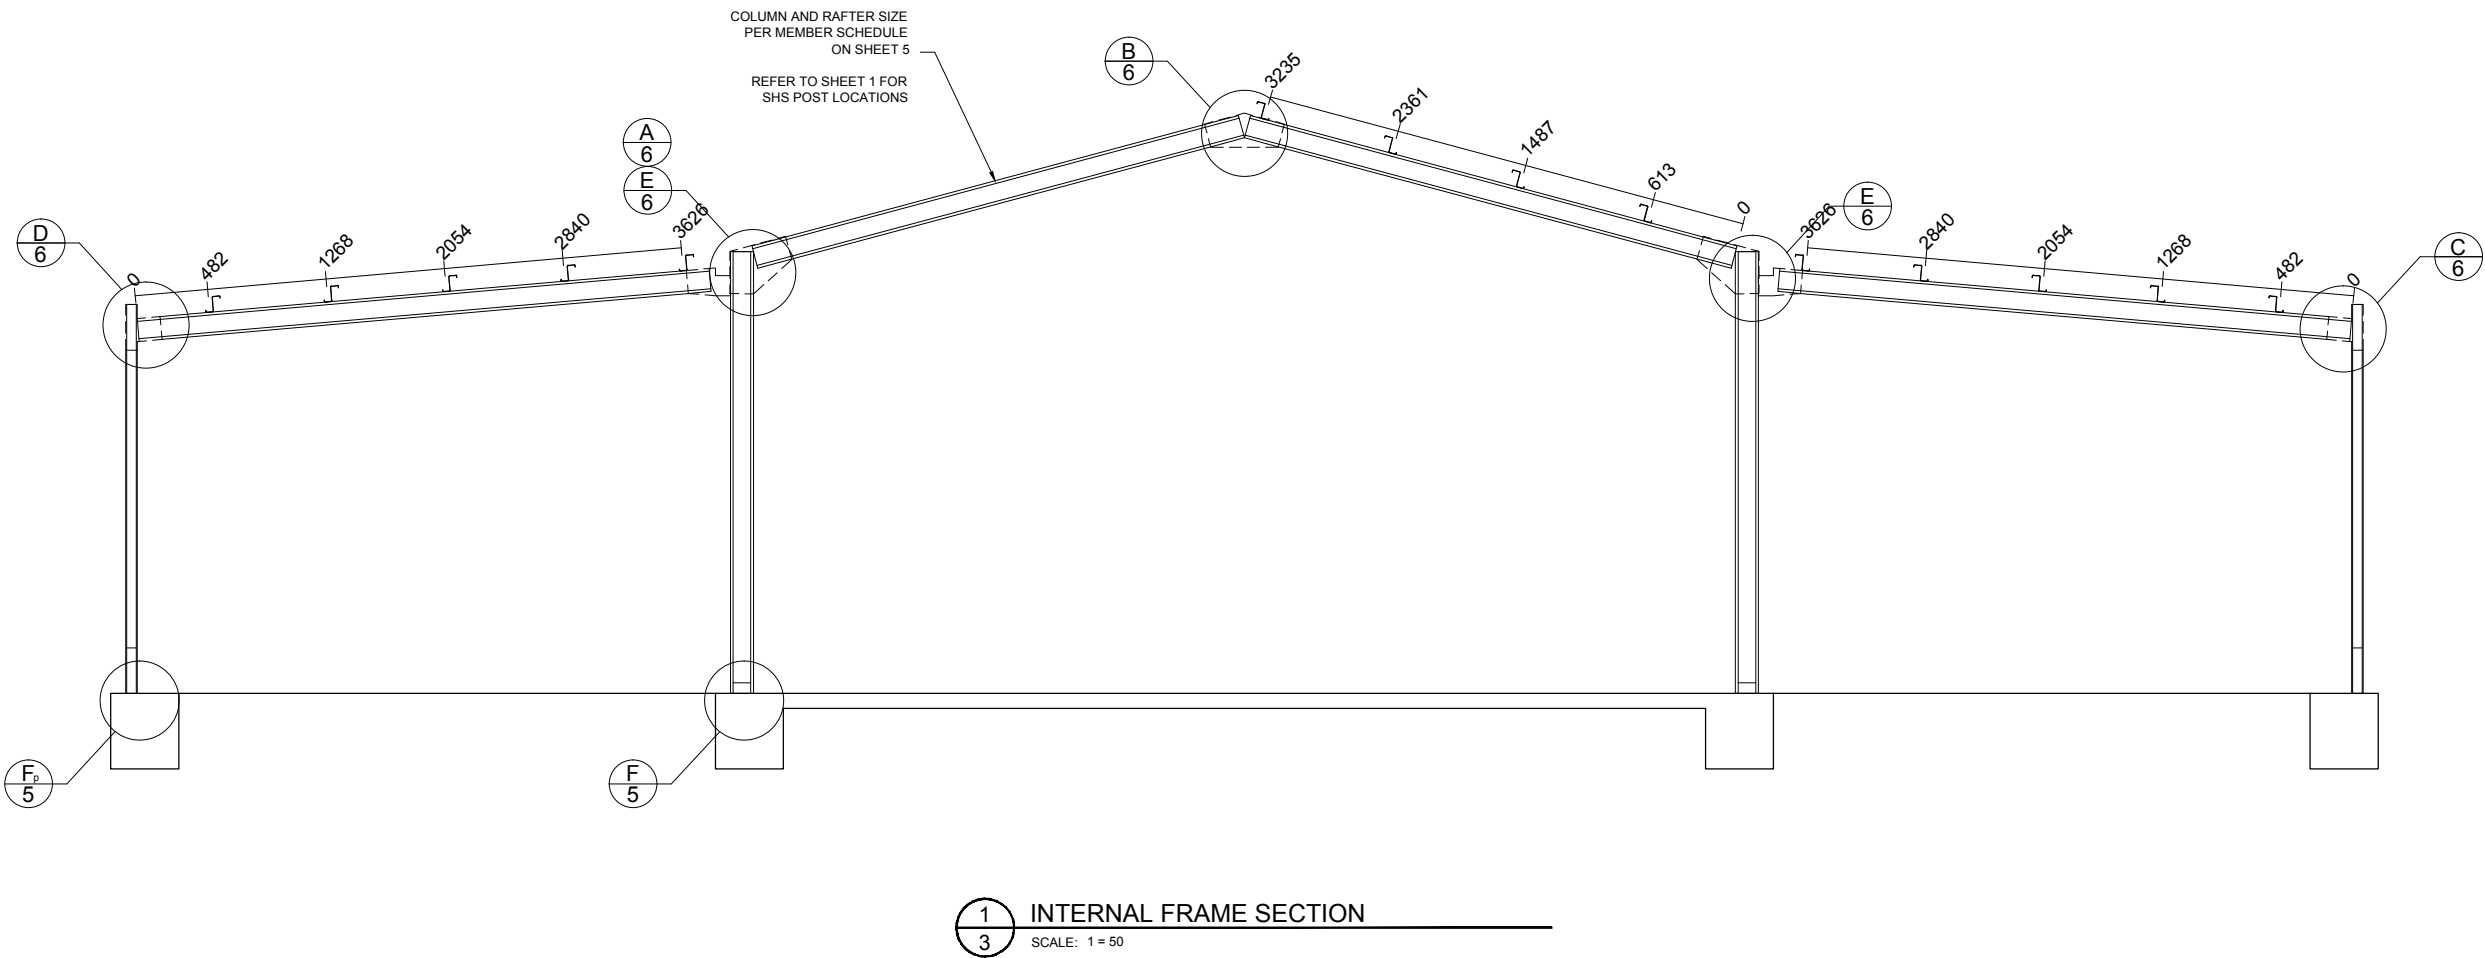 COLUMN AND RAFTER SIZE
PER MEMBER SCHEDULE
ON SHEET 5
REFER TO SHEET 1 FOR
SHS POST LOCATIONS
B
6
3235
2361
1487
613
0
A
6
E
6
D
6
0
482
1268
2054
2840
3626
E
6
3626
2840
2054
1268
482
0
C
6
Fp
5
F
5
1
3
INTERNAL FRAME SECTION
SCALE: 1 = 50